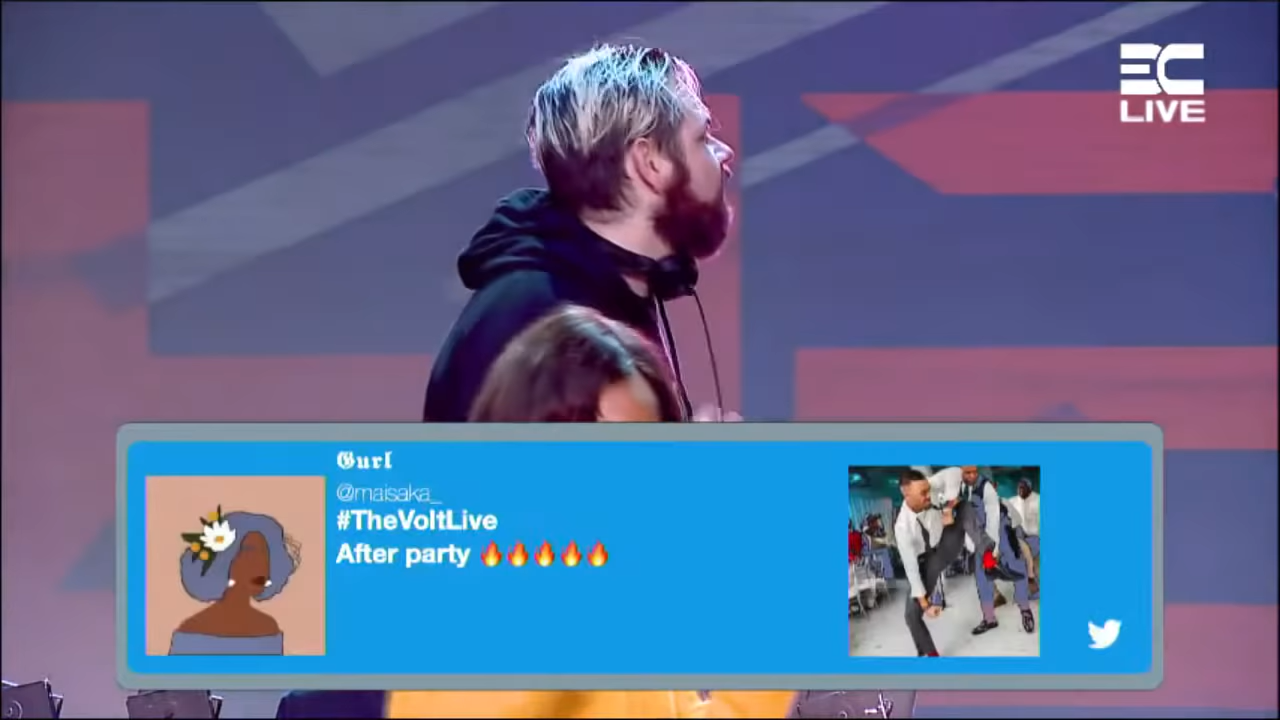 EC
LIVE
𝕲𝖚𝖗𝖑
@maisaka_
#TheVoltLive
After party 🔥🔥🔥🔥🔥